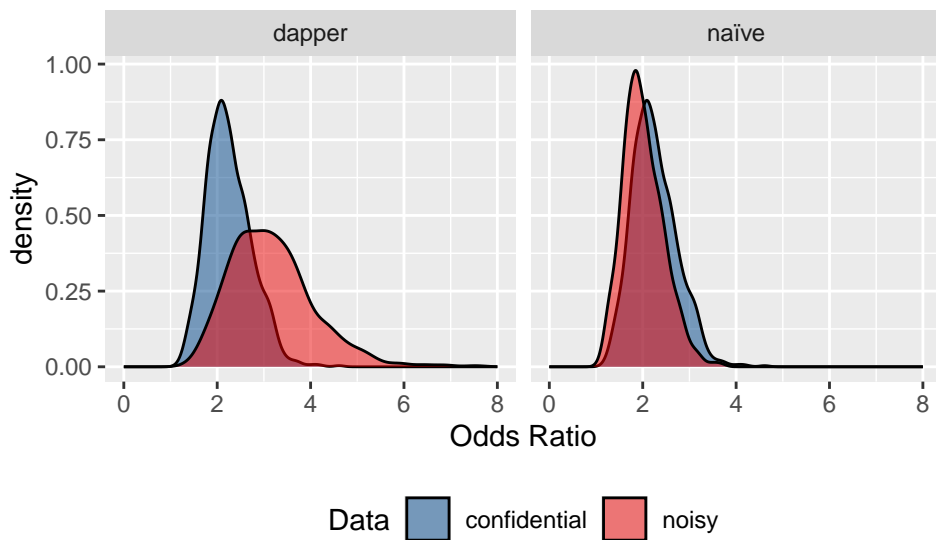 dapper naïve
1.00
0.75
0.50
0.25
0.00
density
0 2 4 6 8 0 2 4 6 8
Odds Ratio
Data confidential noisy